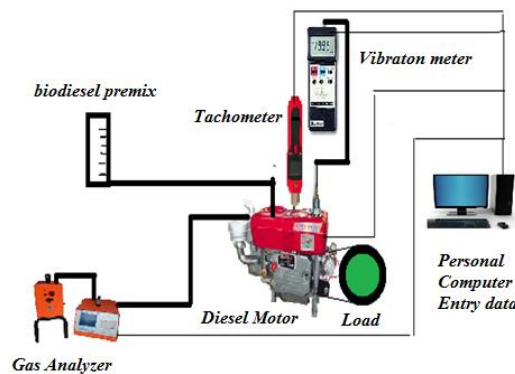 Vibraton meter
biodiesel premix
Tachometer
Personal
Computer
Entry data
Diesel Motor
Load
Gas Analyzer